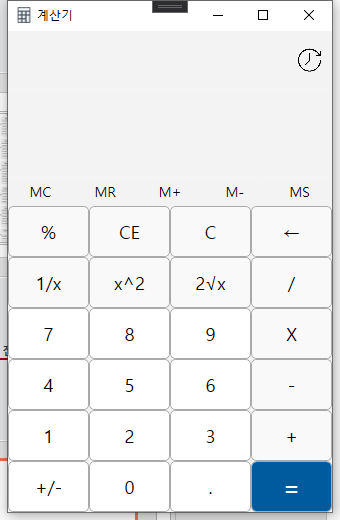 계산기
MC MR M+ M- MS
% CE C ←
1/x x^2 2√x /
7 8 9 X
4 5 6 -
1 2 3 +
+/- 0 . =